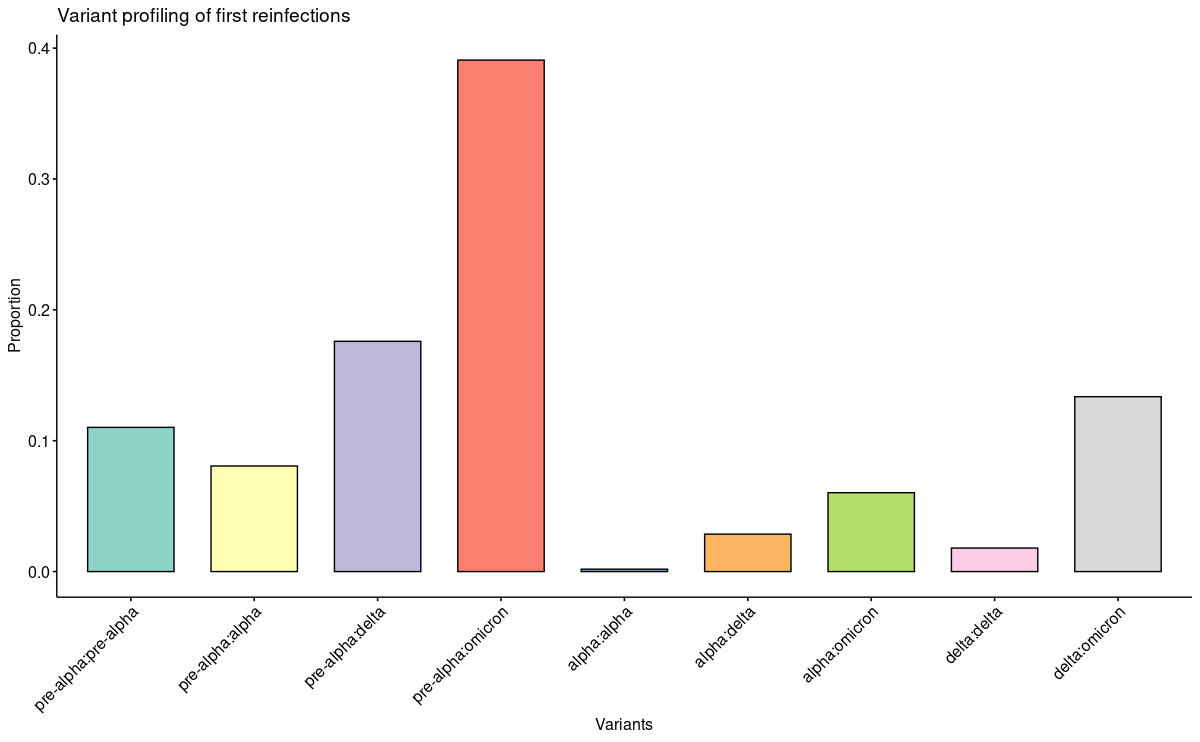 Variant profiling of first reinfections
0.4
0.3
0.2
0.1
0.0
Proportion
pre-alpha:pre-alpha
pre-alpha:alpha
pre-alpha:delta
pre-alpha:omicron
alpha:alpha
alpha:delta
alpha:omicron
delta:delta
delta:omicron
Variants